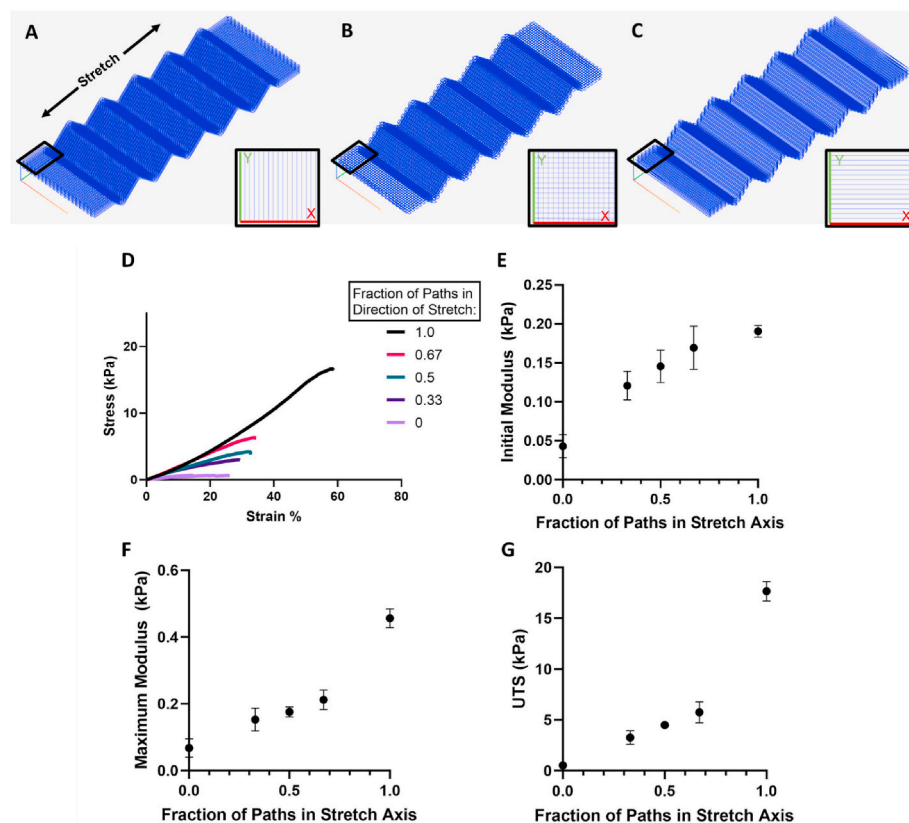 A
B
C
Stretch
Y
X
Y
X
Y
X
D
Fraction of Paths in
Direction of Stretch:
1.0
0.67
0.5
0.33
0
Stress (kPa)
20
10
0
0
20
40
60
80
Strain %
E
Initial Modulus (kPa)
0.25
0.20
0.15
0.10
0.05
0.00
0.0
0.5
1.0
Fraction of Paths in Stretch Axis
F
Maximum Modulus (kPa)
0.6
0.4
0.2
0.0
0.0
0.5
1.0
Fraction of Paths in Stretch Axis
G
UTS (kPa)
20
15
10
5
0
0.0
0.5
1.0
Fraction of Paths in Stretch Axis